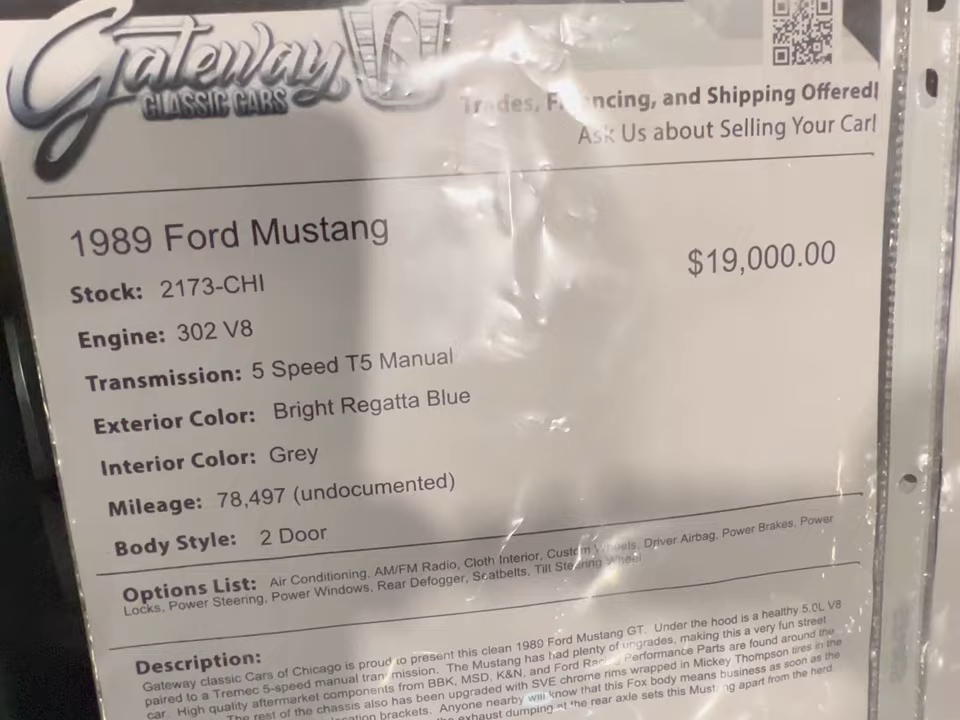 Gateway
CLASSIC CARS
Trades, Financing, and Shipping Offered!
Ask Us about Selling Your Car!
1989 Ford Mustang
$19,000.00
Stock: 2173-CHI
Engine: 302 V8
Transmission: 5 Speed T5 Manual
Exterior Color: Bright Regatta Blue
Interior Color: Grey
Mileage: 78,497 (undocumented)
Body Style: 2 Door
Options List: Air Conditioning, AM/FM Radio, Cloth Interior, Custom Wheels, Driver Airbag, Power Brakes, Power
Locks, Power Steering, Power Windows, Rear Defogger, Seatbelts, Tilt Steering Wheel
Description:
Gateway classic Cars of Chicago is proud to present this clean 1989 Ford Mustang GT. Under the hood is a healthy 5.0L V8
paired to a Tremec 5-speed manual transmission. The Mustang has had plenty of upgrades, making this a very fun street
car. High quality aftermarket components from BBK, MSD, K&N, and Ford Racing Performance Parts are found around the
The rest of the chassis also has been upgraded with SVE chrome rims wrapped in Mickey Thompson tires in the
brackets. Anyone nearby will know that this Fox body means business as soon as the
exhaust dumping at the rear axle sets this Mustang apart from the herd